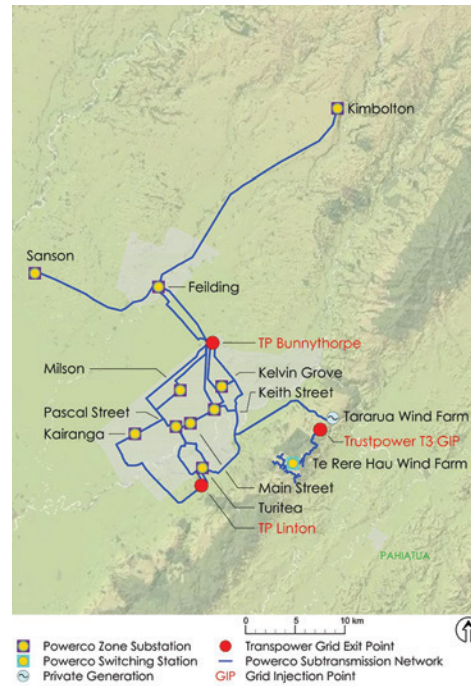 Kimbolton
Sanson
Feilding
TP Bunnythorpe
Milson
Kelvin Grove
Keith Street
Pascal Street
Tararua Wind Farm
Kairanga
Trustpower T3 GIP
Te Rere Hau Wind Farm
Main Street
Turitea
TP Linton
PAHIATUA
0 5 10 km
Powerco Zone Substation
Transpower Grid Exit Point
Powerco Switching Station
Powerco Subtransmission Network
Private Generation
GIP Grid Injection Point